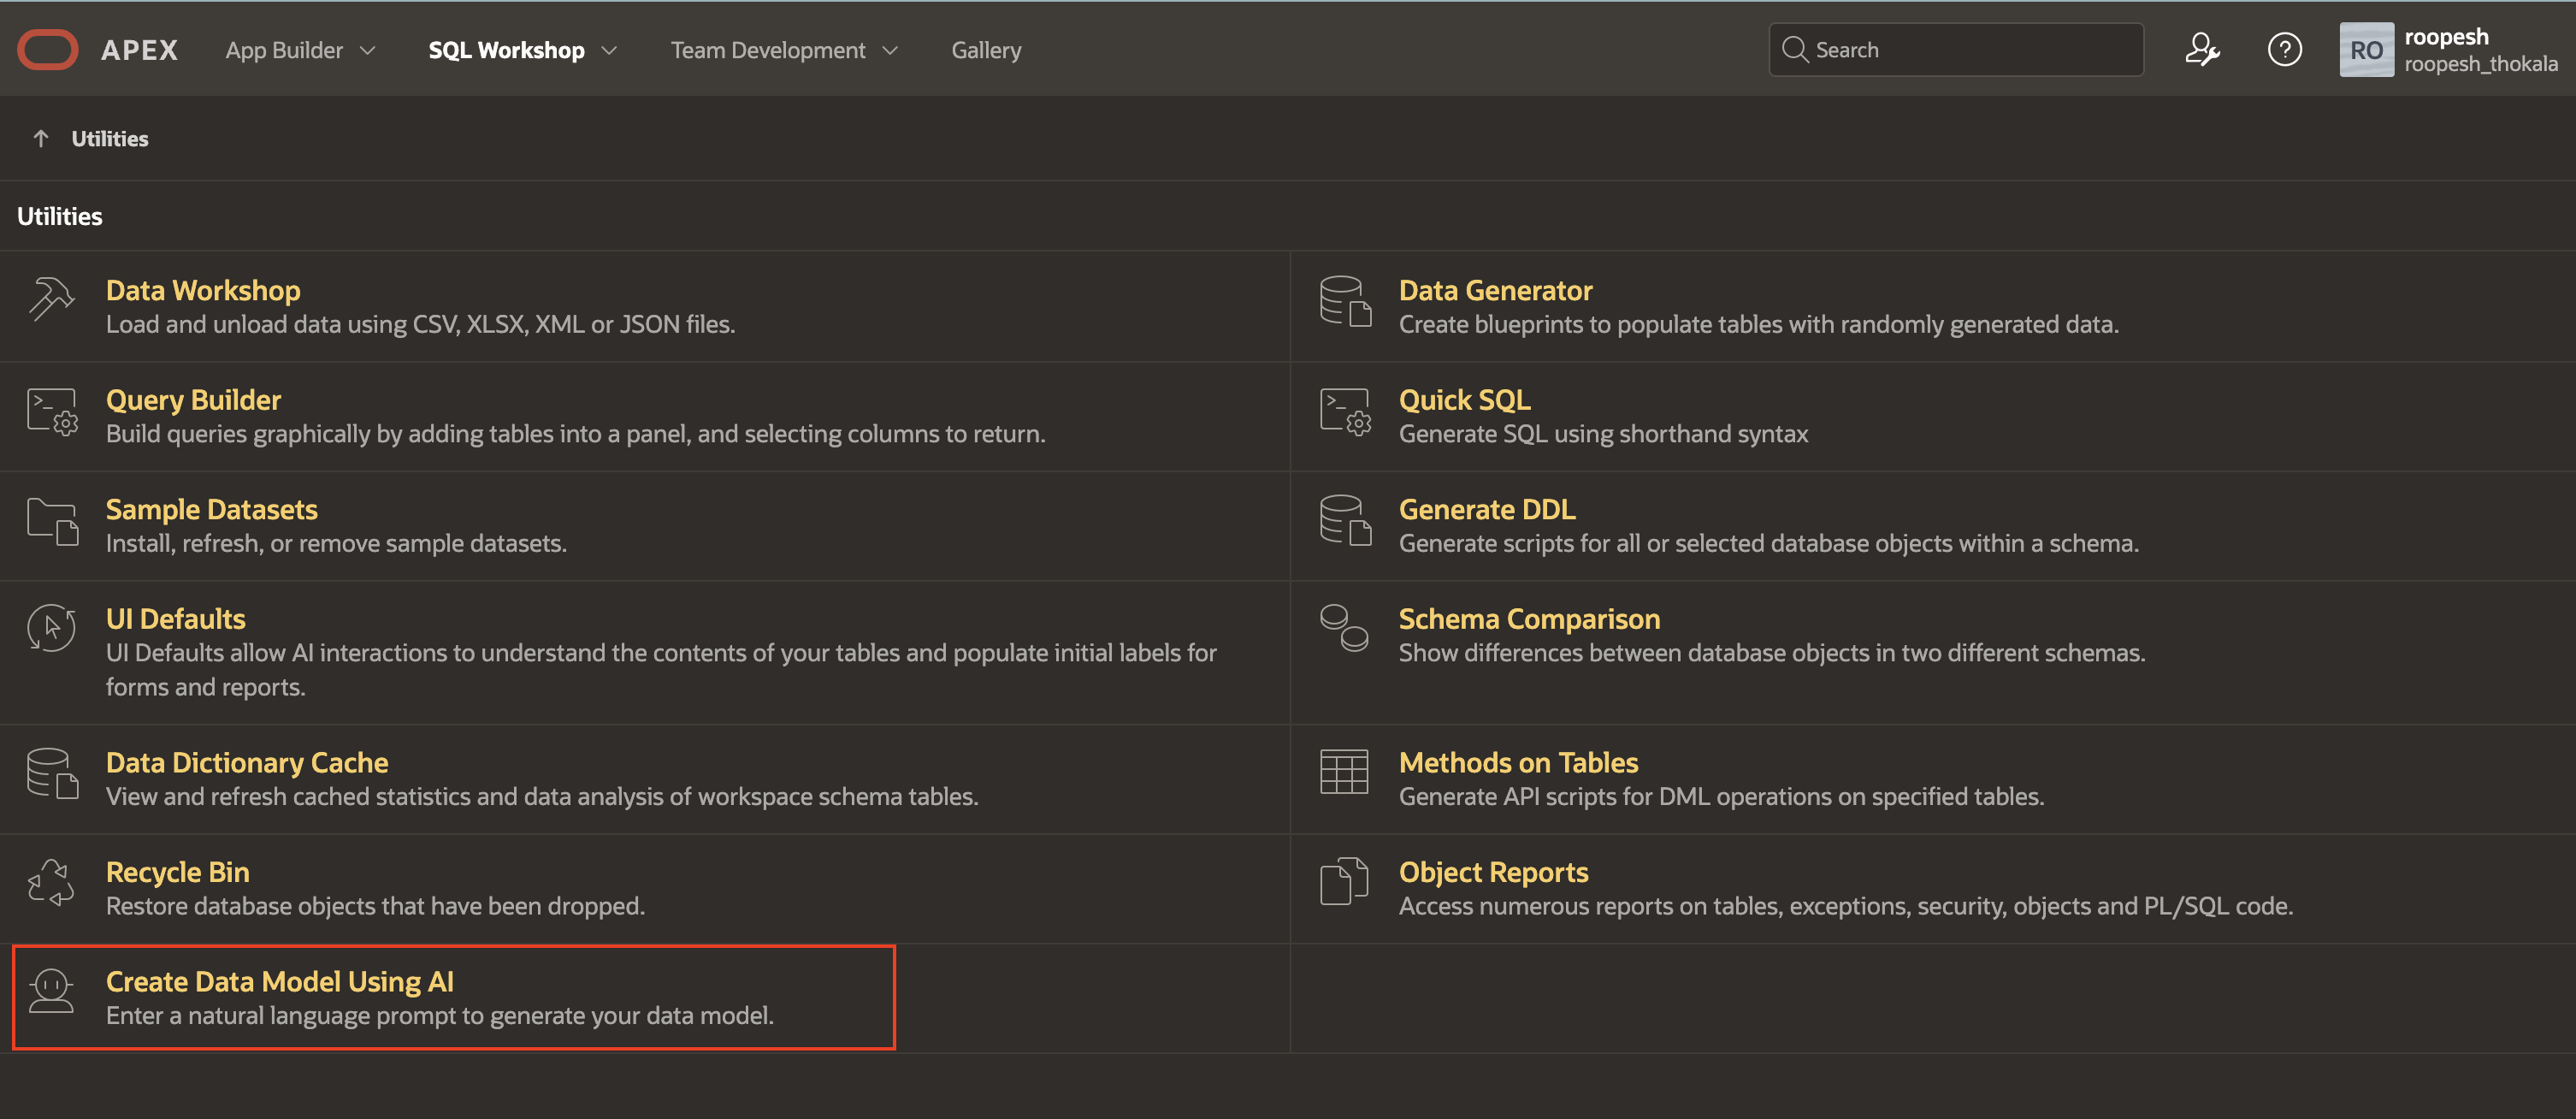 APEX App Builder SQL Workshop Team Development Gallery Search ? RO roopesh
roopesh_thokala
Utilities
Utilities
Data Workshop
Load and unload data using CSV, XLSX, XML or JSON files.
Data Generator
Create blueprints to populate tables with randomly generated data.
Query Builder
Build queries graphically by adding tables into a panel, and selecting columns to return.
Quick SQL
Generate SQL using shorthand syntax
Sample Datasets
Install, refresh, or remove sample datasets.
Generate DDL
Generate scripts for all or selected database objects within a schema.
UI Defaults
UI Defaults allow AI interactions to understand the contents of your tables and populate initial labels for
forms and reports.
Schema Comparison
Show differences between database objects in two different schemas.
Data Dictionary Cache
View and refresh cached statistics and data analysis of workspace schema tables.
Methods on Tables
Generate API scripts for DML operations on specified tables.
Recycle Bin
Restore database objects that have been dropped.
Object Reports
Access numerous reports on tables, exceptions, security, objects and PL/SQL code.
Create Data Model Using AI
Enter a natural language prompt to generate your data model.